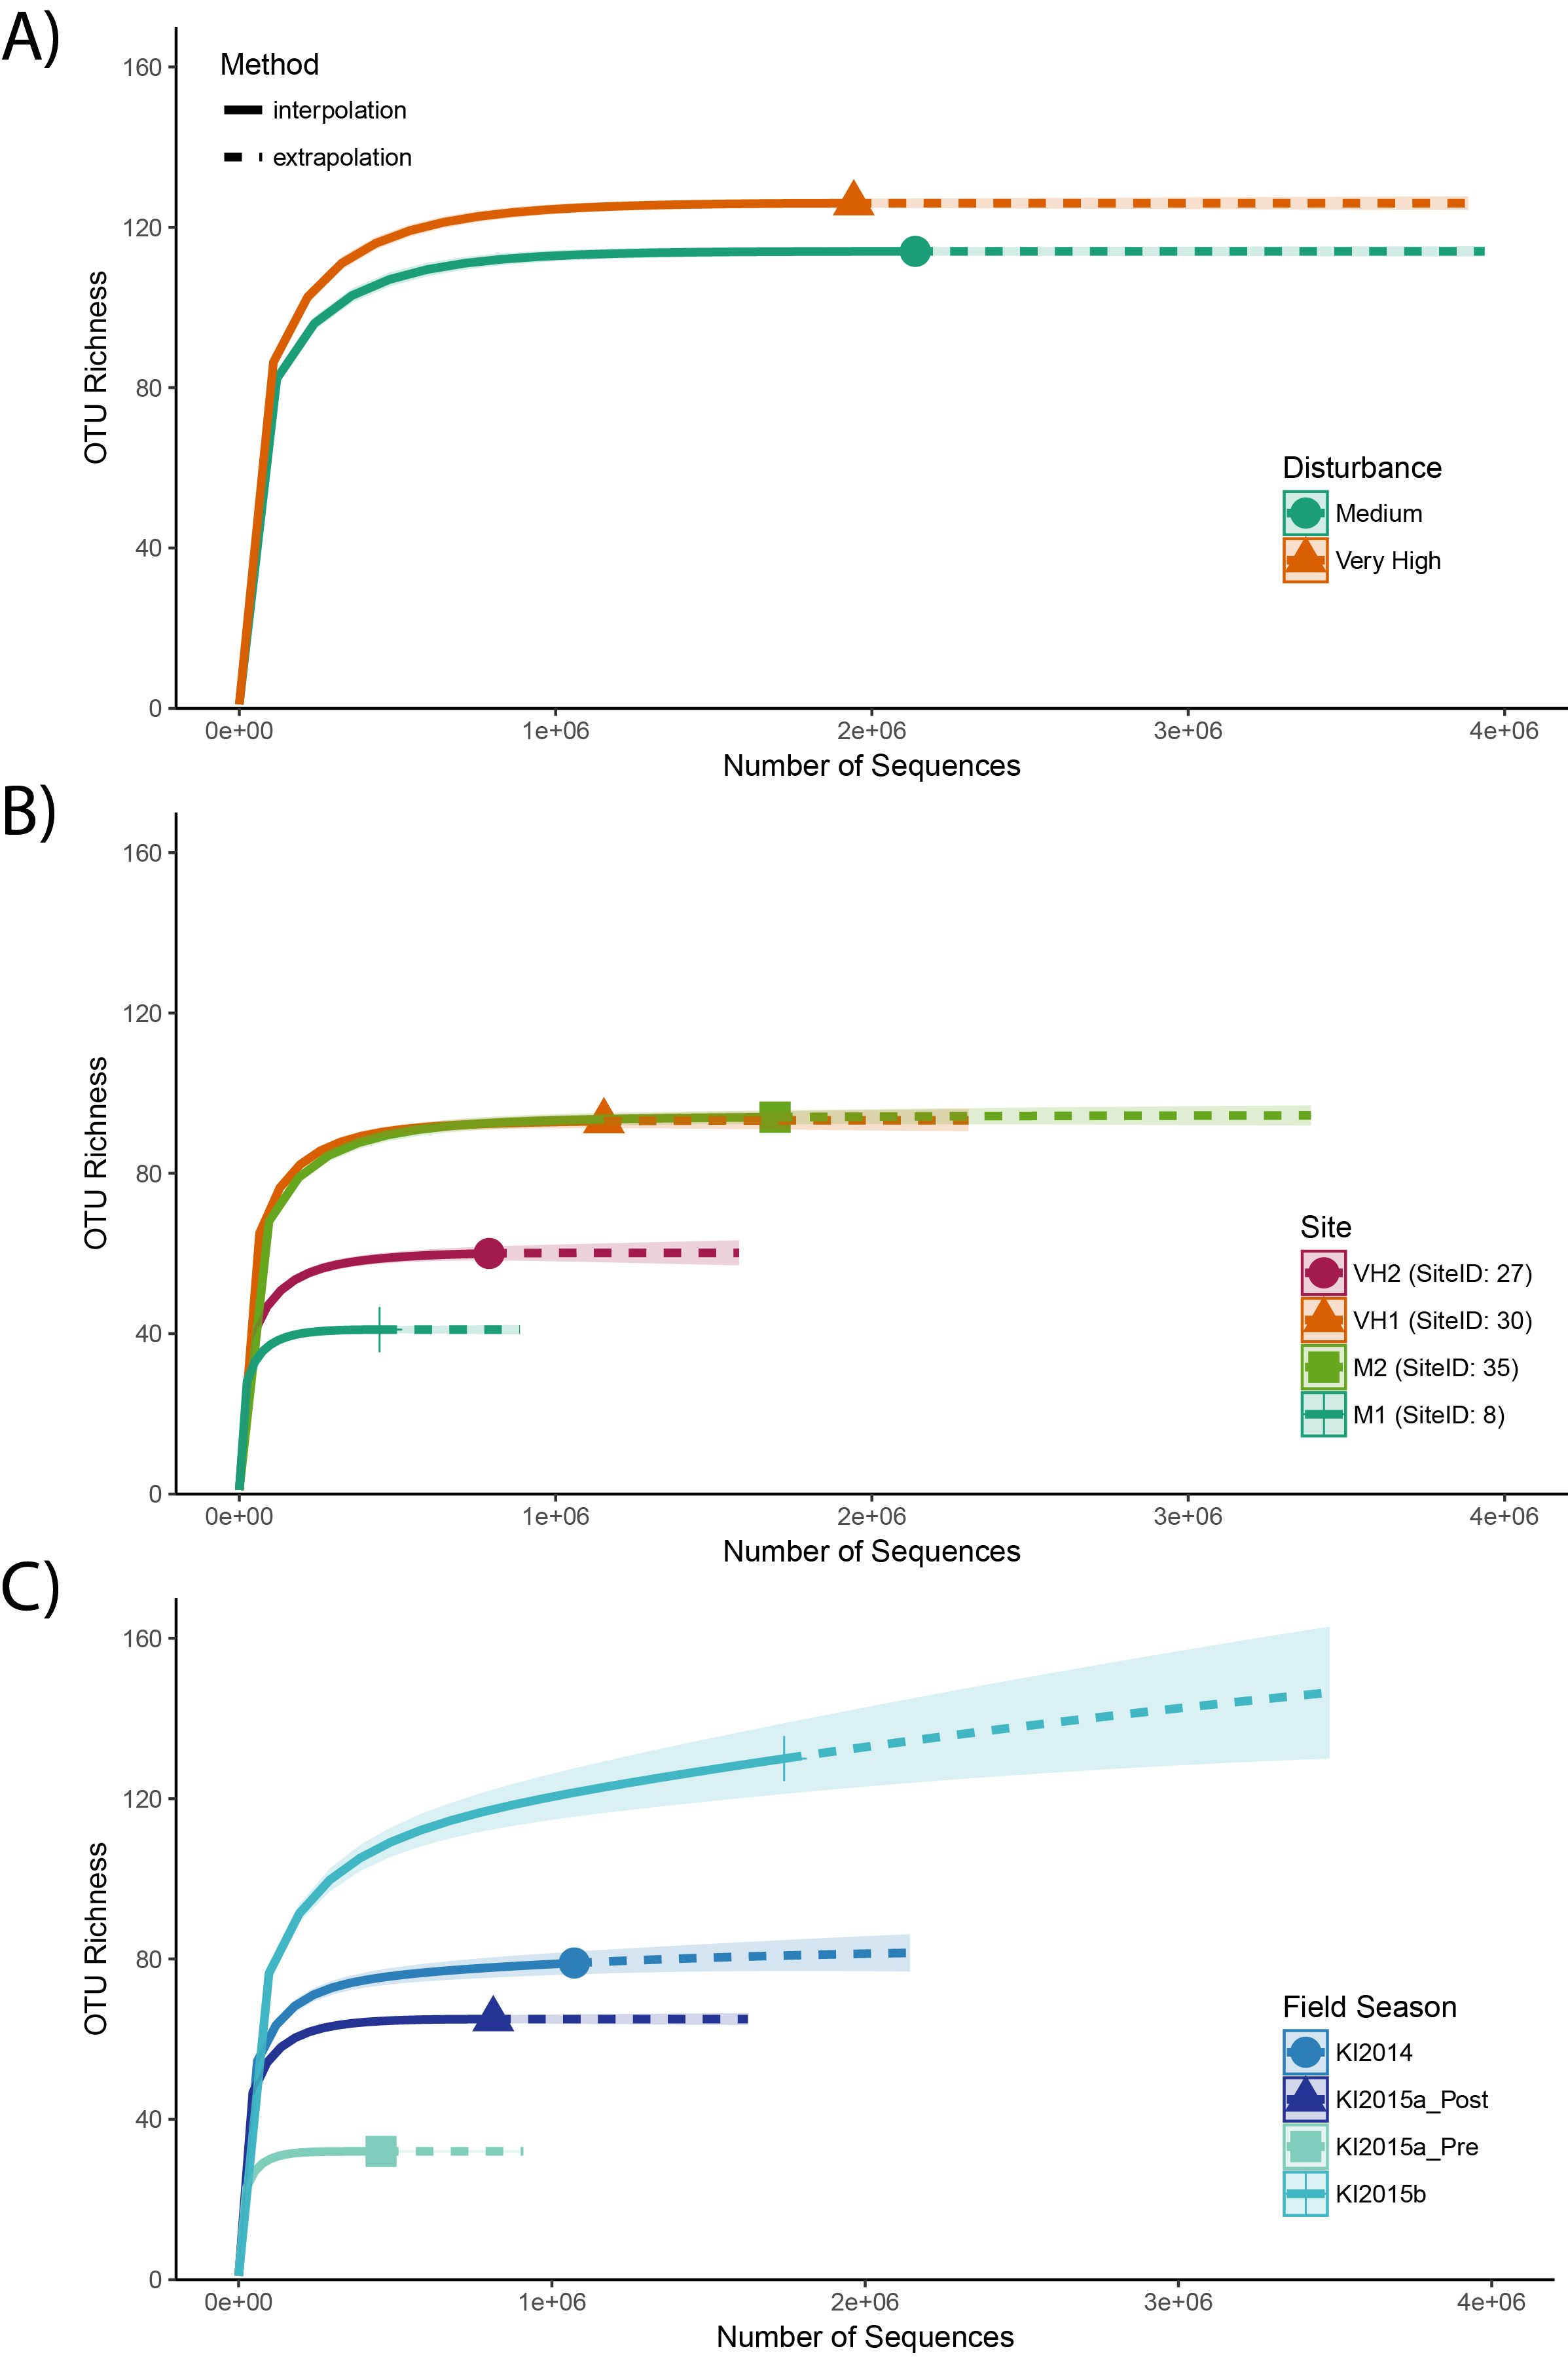 A)
Method
interpolation
extrapolation
160
120
80
40
0
OTU Richness
Disturbance
Medium
Very High
0e+00 1e+06 2e+06 3e+06 4e+06
Number of Sequences
B)
160
120
80
40
0
OTU Richness
Site
VH2 (SiteID: 27)
VH1 (SiteID: 30)
M2 (SiteID: 35)
M1 (SiteID: 8)
0e+00 1e+06 2e+06 3e+06 4e+06
Number of Sequences
C)
160
120
80
40
0
OTU Richness
Field Season
KI2014
KI2015a_Post
KI2015a_Pre
KI2015b
0e+00 1e+06 2e+06 3e+06 4e+06
Number of Sequences